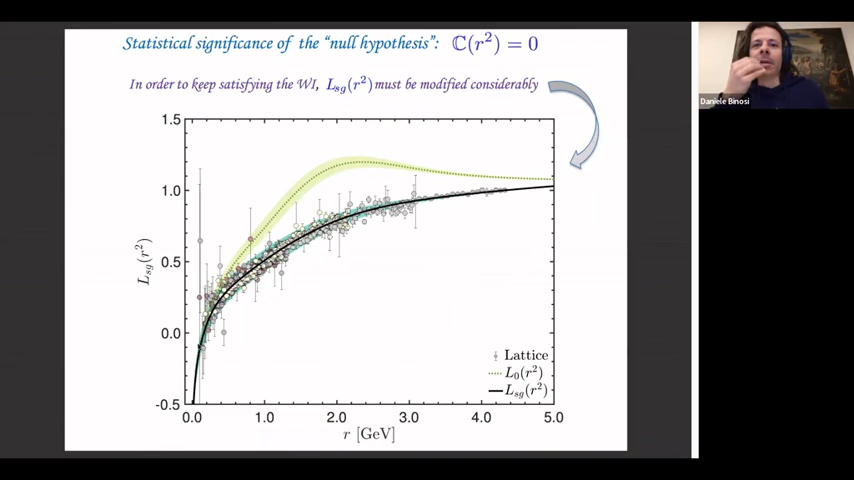 Statistical significance of the “null hypothesis”: ℂ(r²) = 0
In order to keep satisfying the WI, L_sg(r²) must be modified considerably
Daniele Binosi
1.5
1.0
0.5
0.0
-0.5
L_sg(r²)
Lattice
L₀(r²)
L_sg(r²)
0.0 1.0 2.0 3.0 4.0 5.0
r [GeV]